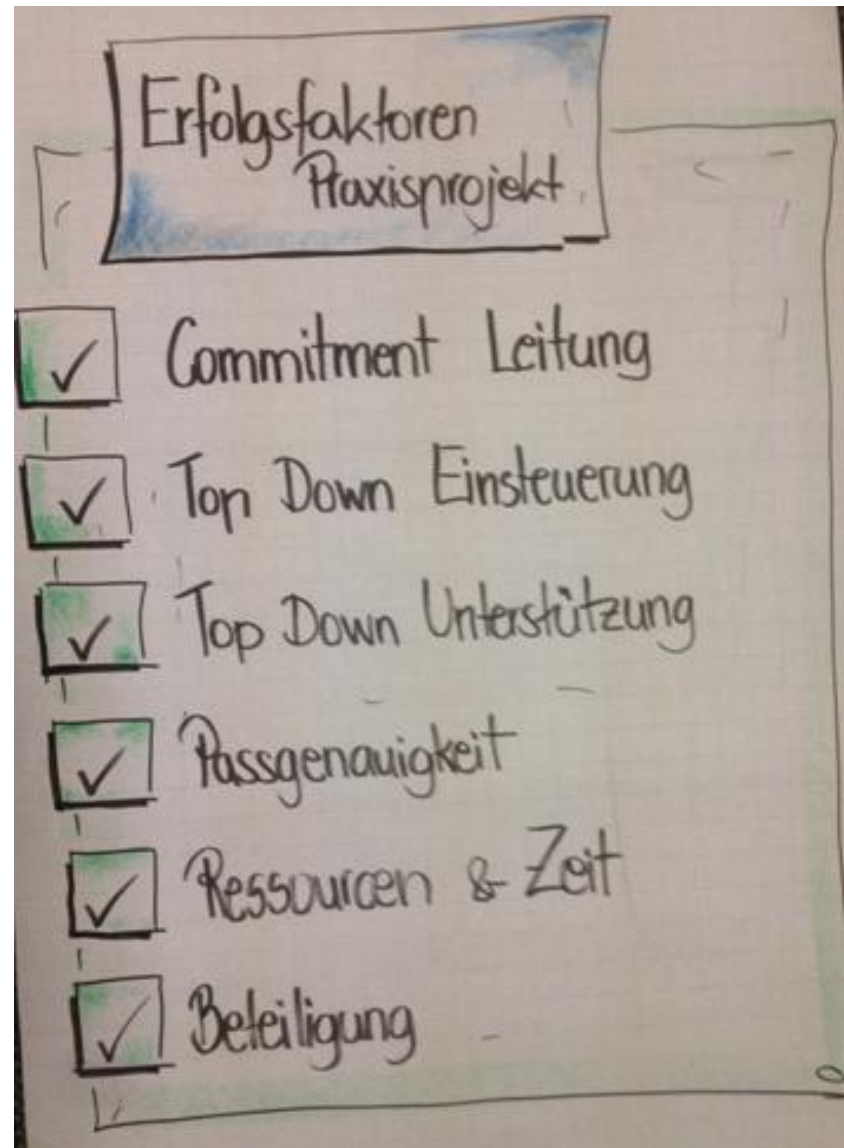 Erfolgsfaktoren
Praxisprojekt
Commitment Leitung
Top Down Einsteuerung
Top Down Unterstützung
Passgenauigkeit
Ressourcen & Zeit
Beteiligung